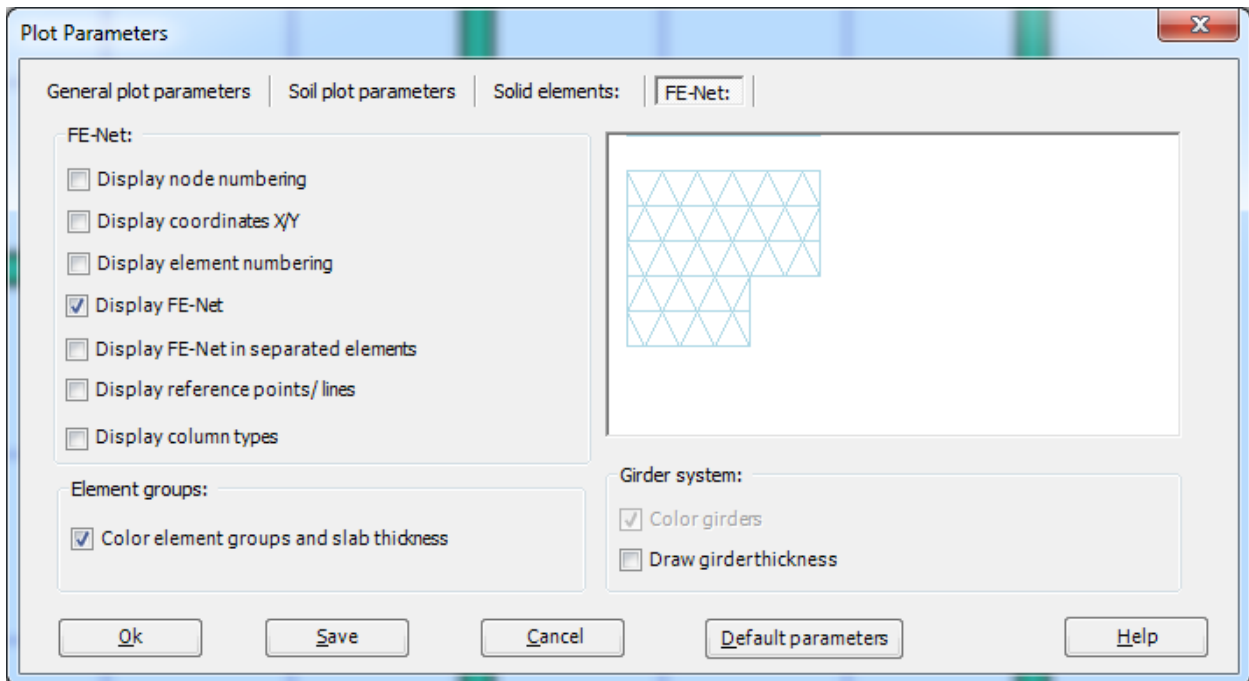 Plot Parameters
General plot parameters
Soil plot parameters
Solid elements:
FE-Net:
FE-Net:
Display node numbering
Display coordinates X/Y
Display element numbering
Display FE-Net
Display FE-Net in separated elements
Display reference points/ lines
Display column types
Element groups:
Color element groups and slab thickness
Girder system:
Color girders
Draw girderthickness
Ok
Save
Cancel
Default parameters
Help